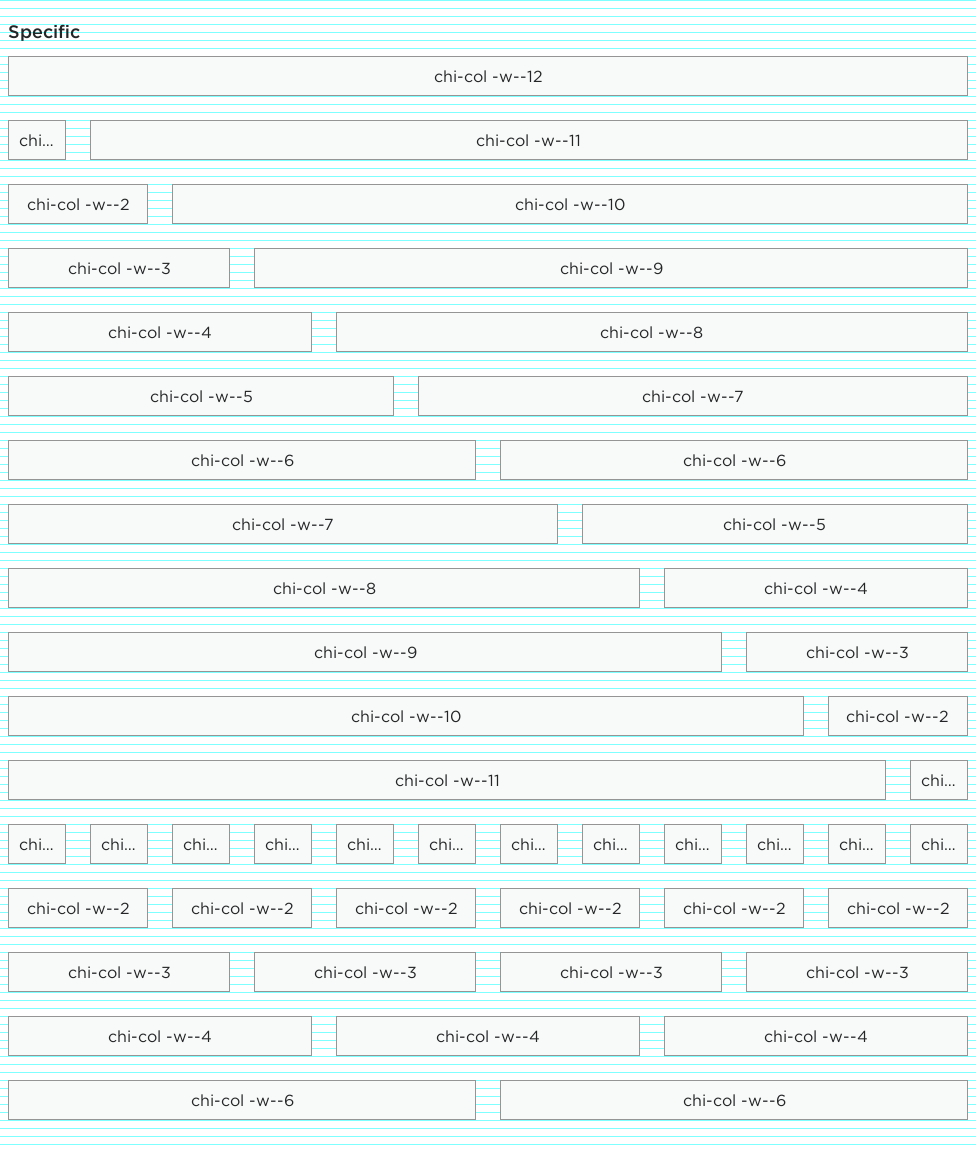 Specific
chi-col -w--12
chi... chi-col -w--11
chi-col -w--2 chi-col -w--10
chi-col -w--3 chi-col -w--9
chi-col -w--4 chi-col -w--8
chi-col -w--5 chi-col -w--7
chi-col -w--6 chi-col -w--6
chi-col -w--7 chi-col -w--5
chi-col -w--8 chi-col -w--4
chi-col -w--9 chi-col -w--3
chi-col -w--10 chi-col -w--2
chi-col -w--11 chi...
chi... chi... chi... chi... chi... chi... chi... chi... chi... chi... chi... chi...
chi-col -w--2 chi-col -w--2 chi-col -w--2 chi-col -w--2 chi-col -w--2 chi-col -w--2
chi-col -w--3 chi-col -w--3 chi-col -w--3 chi-col -w--3
chi-col -w--4 chi-col -w--4 chi-col -w--4
chi-col -w--6 chi-col -w--6